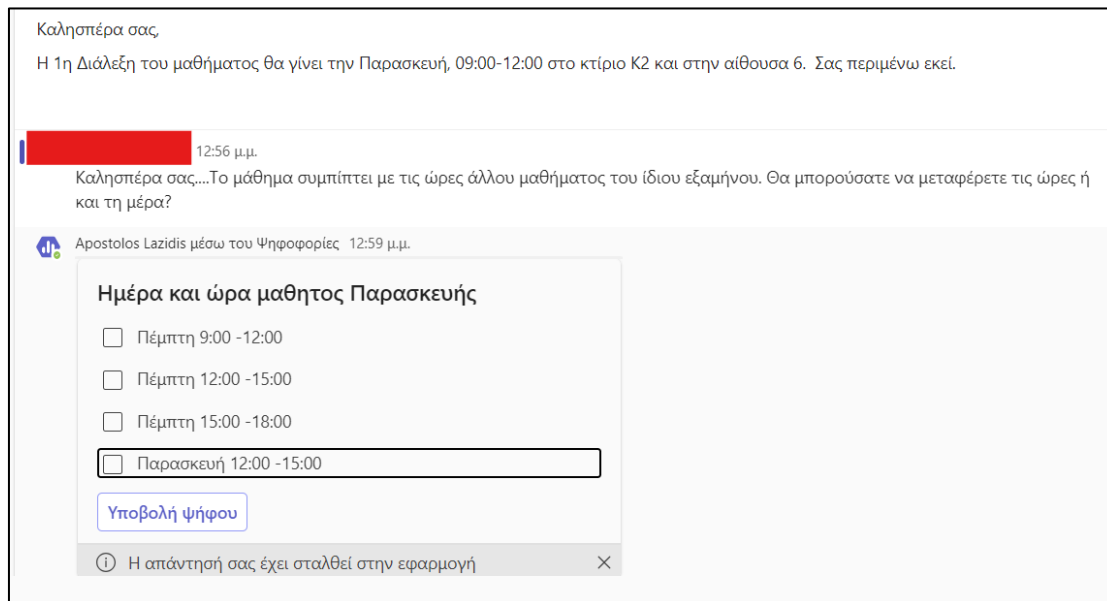 Καλησπέρα σας,
Η 1η Διάλεξη του μαθήματος θα γίνει την Παρασκευή, 09:00-12:00 στο κτίριο Κ2 και στην αίθουσα 6. Σας περιμένω εκεί.
12:56 μ.μ.
Καλησπέρα σας....Το μάθημα συμπίπτει με τις ώρες άλλου μαθήματος του ίδιου εξαμήνου. Θα μπορούσατε να μεταφέρετε τις ώρες ή
και τη μέρα?
Apostolos Lazidis μέσω του Ψηφοφορίες 12:59 μ.μ.
Ημέρα και ώρα μαθητος Παρασκευής
Πέμπτη 9:00 -12:00
Πέμπτη 12:00 -15:00
Πέμπτη 15:00 -18:00
Παρασκευή 12:00 -15:00
Υποβολή ψήφου
Η απάντησή σας έχει σταλθεί στην εφαρμογή